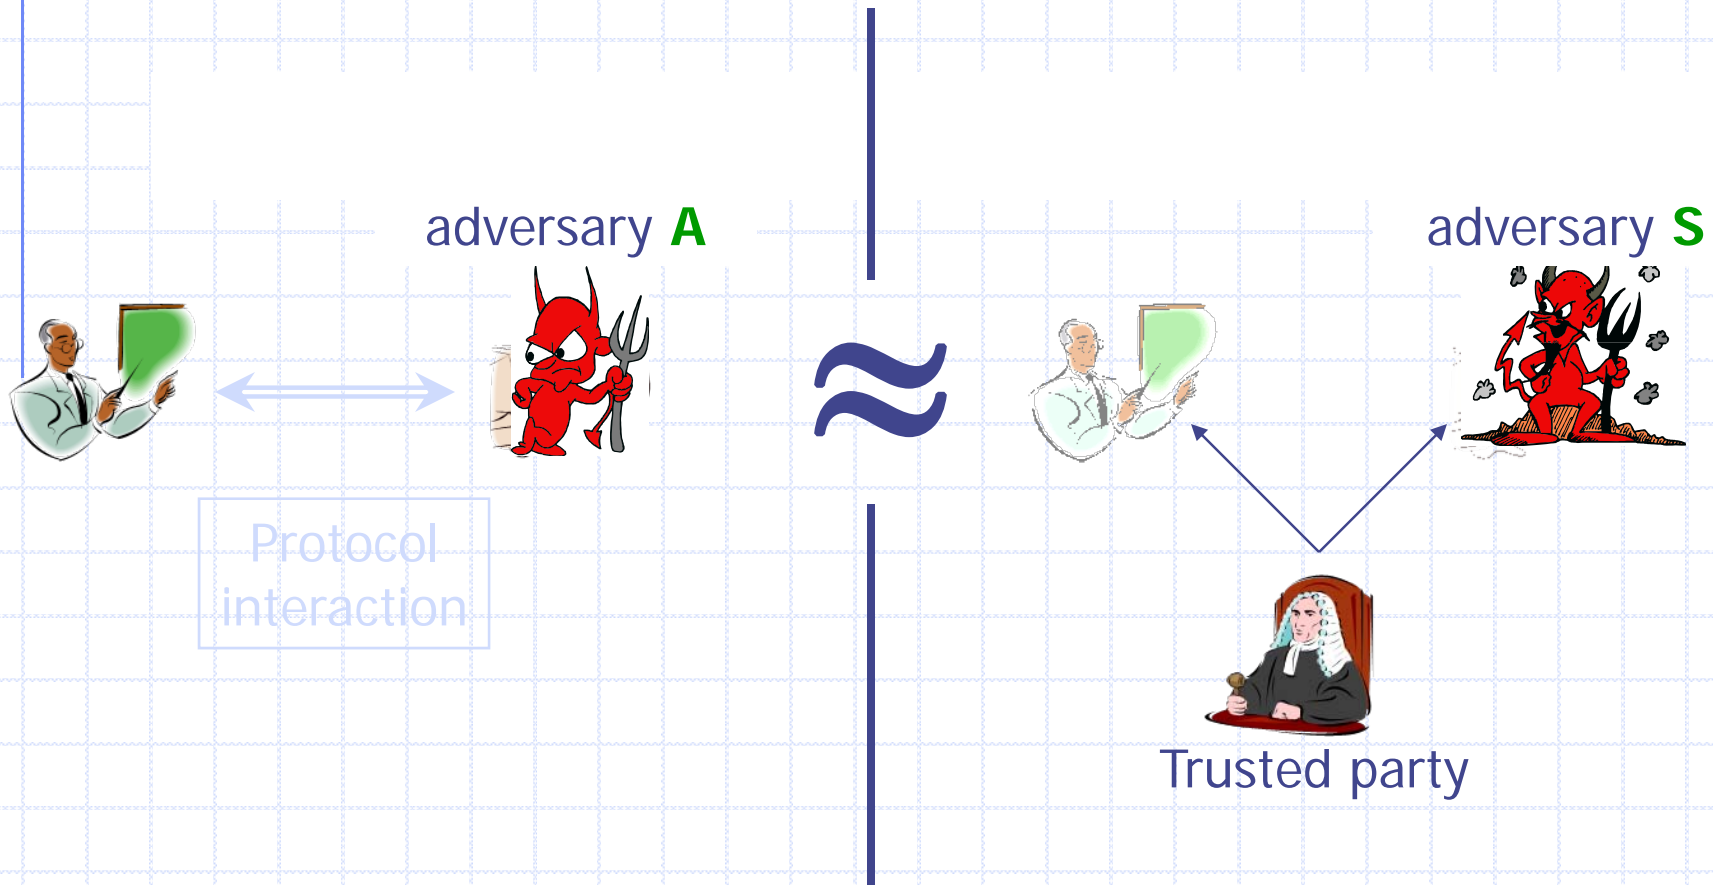 adversary A
adversary S
≈
Protocol
interaction
Trusted party